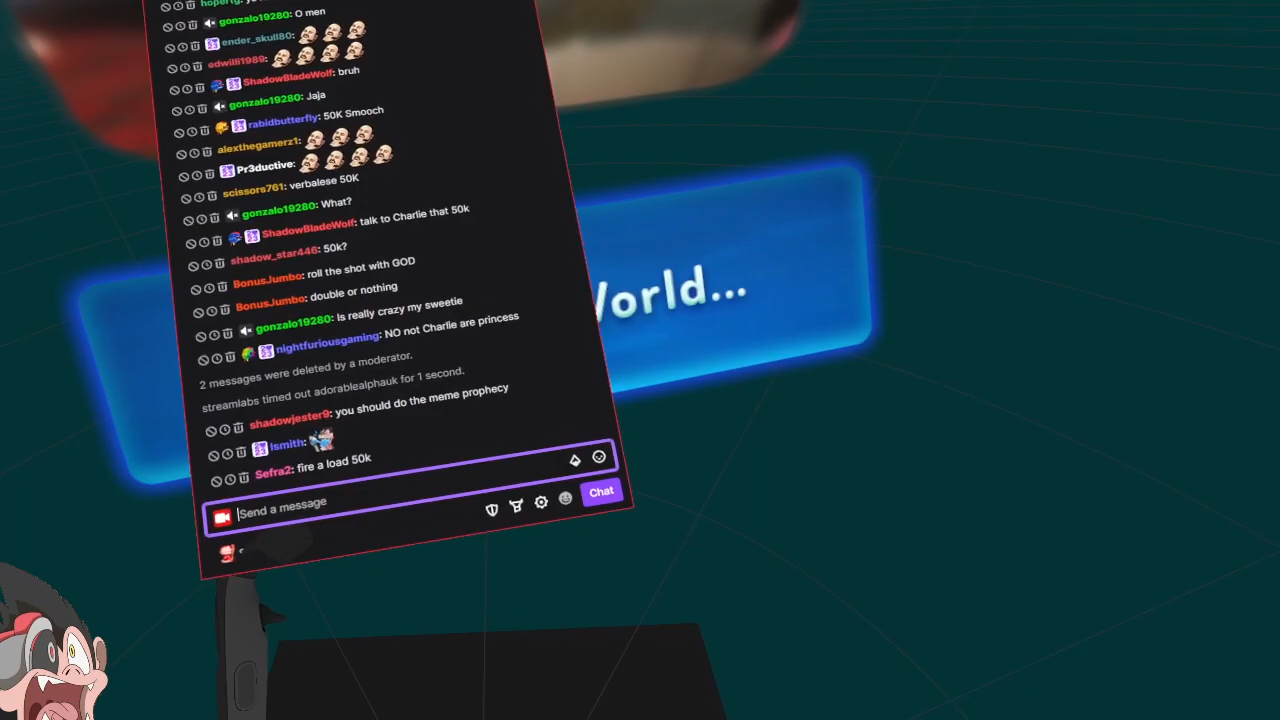 gonzalo19280: O men
ender_skull80:
edwilli1989:
ShadowBladeWolf: bruh
gonzalo19280: Jaja
rabidbutterfly: 50K Smooch
alexthegamerz1:
Pr3ductive:
scissors761: verbalese 50K
gonzalo19280: What?
ShadowBladeWolf: talk to Charlie that 50k
shadow_star446: 50k?
BonusJumbo: roll the shot with GOD
BonusJumbo: double or nothing
gonzalo19280: Is really crazy my sweetie
nightfuriousgaming: NO not Charlie are princess
2 messages were deleted by a moderator.
streamlabs timed out adorablealphauk for 1 second.
shadowjester9: you should do the meme prophecy
lsmith:
Sefra2: fire a load 50k
Send a message
Chat
World...